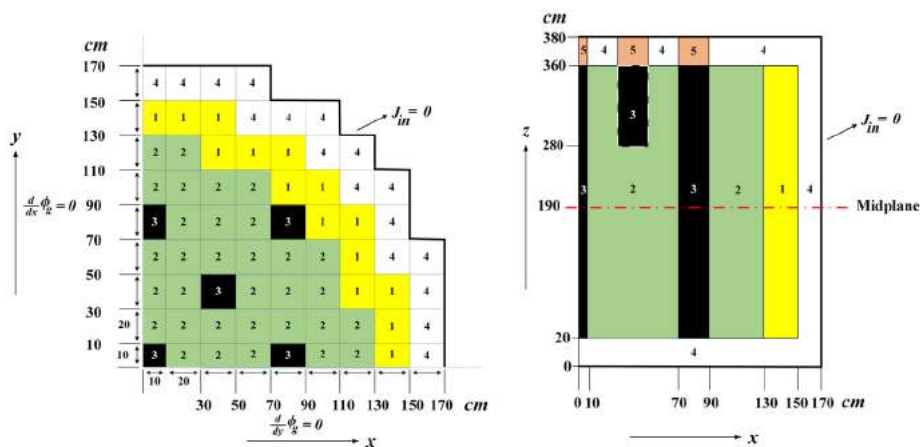 cm
170
4 4 4 4
150
1 1 1 4 4 4
y
130
2 2 1 1 1 4 4
J_in = 0
110
2 2 2 2 1 1 4 4
d/dx ϕ_g = 0
90
3 2 2 2 3 1 1 4
70
2 2 2 2 2 2 1 4 4
50
2 2 3 2 2 2 1 1 4
30
20 2 2 2 2 2 2 2 1 4
10
10 3 2 2 2 3 2 2 1 4
10 20
30 50 70 90 110 130 150 170 cm
d/dy ϕ_g = 0
x
cm 380
5 4 5 4 5 4
360
J_in = 0
z
3
280
3 2 3 2 1 4
190
Midplane
20
4
0
0 10 70 90 130 150 170 cm
x